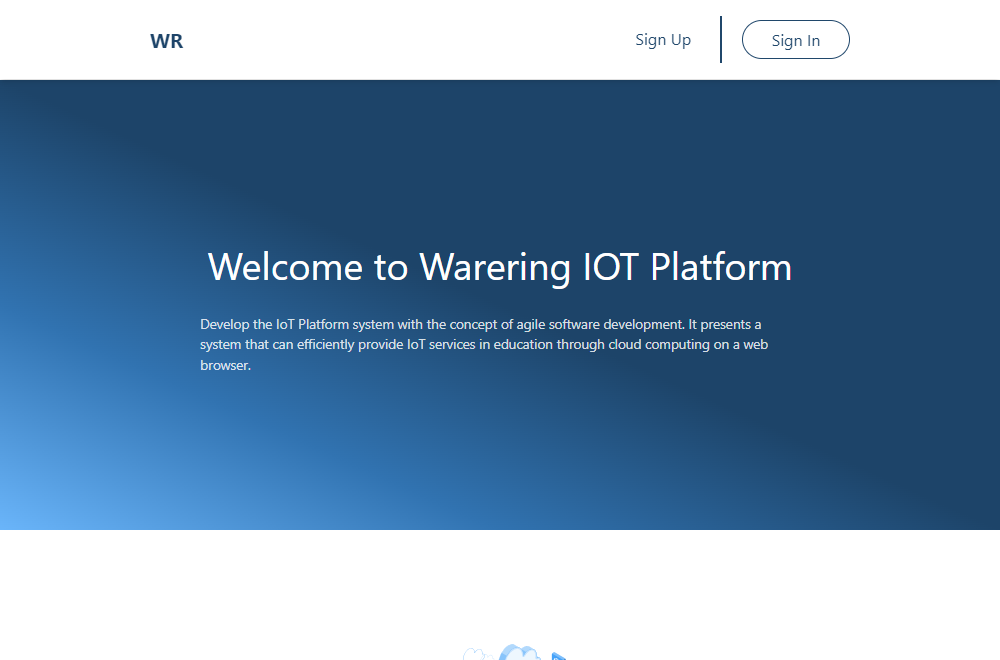 WR
Sign Up
Sign In
Welcome to Warering IOT Platform
Develop the IoT Platform system with the concept of agile software development. It presents a
system that can efficiently provide IoT services in education through cloud computing on a web
browser.